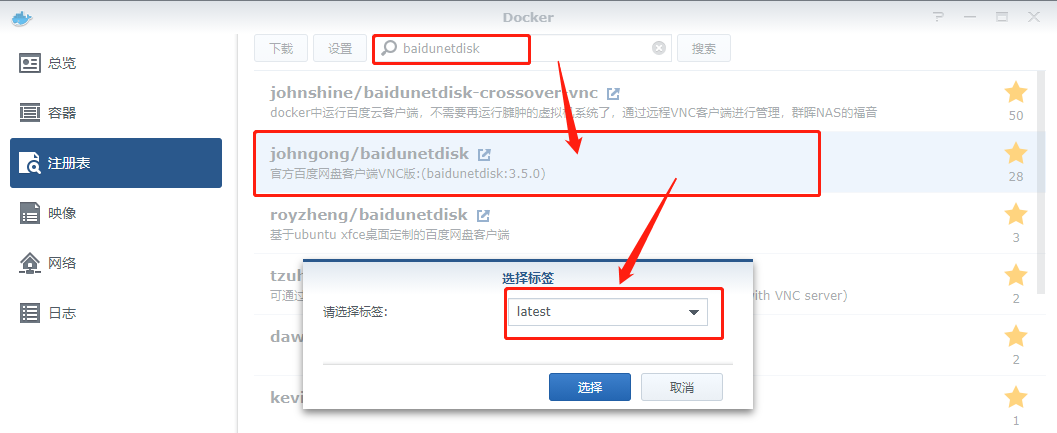 Docker
总览
容器
注册表
映像
网络
日志
下载 设置 baidunetdisk 搜索
johnshine/baidunetdisk-crossover-vnc
docker中运行百度云客户端，不需要再运行臃肿的虚拟机系统了，通过远程VNC客户端进行管理，群晖NAS的福音
50
johngong/baidunetdisk
官方百度网盘客户端VNC版:(baidunetdisk:3.5.0)
28
royzheng/baidunetdisk
基于ubuntu xfce桌面定制的百度网盘客户端
3
tzuh
可通过 with VNC server)
2
daw
2
kevi
1
选择标签
请选择标签: latest
选择 取消